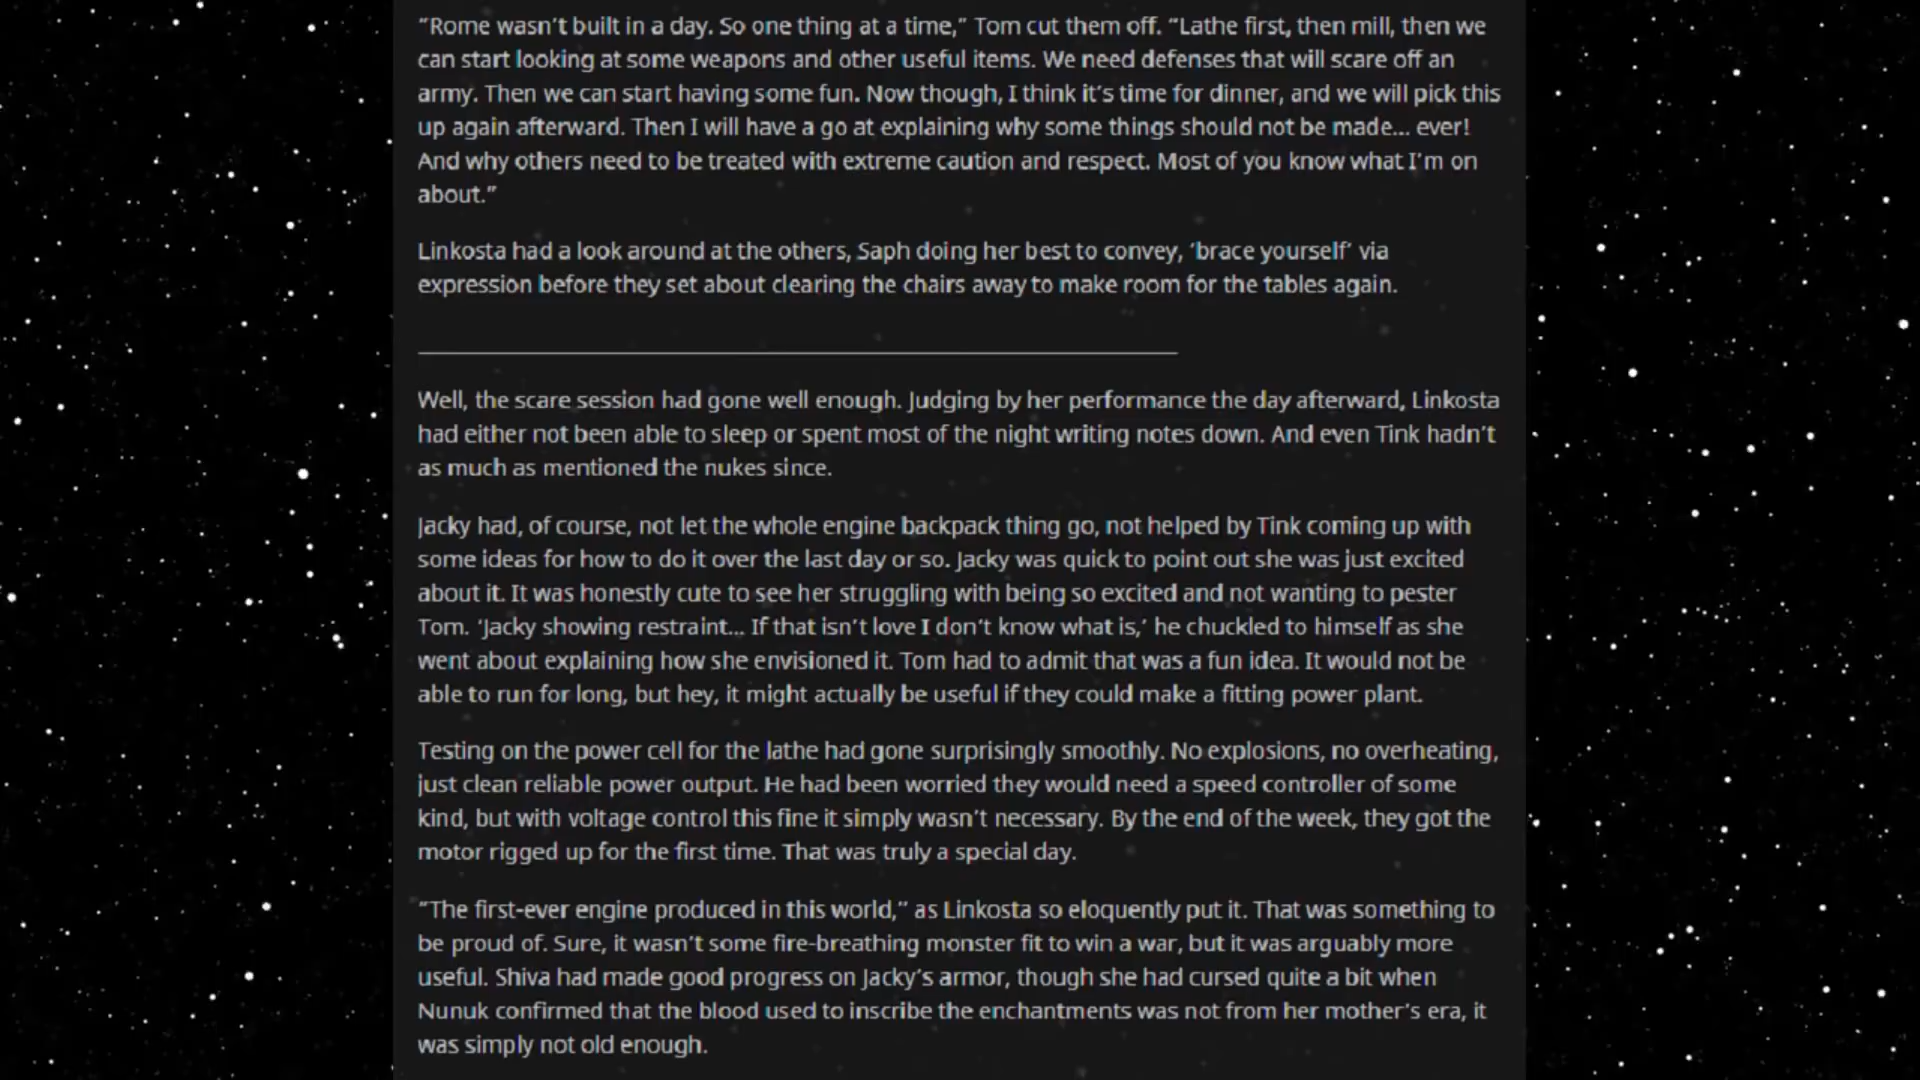 “Rome wasn’t built in a day. So one thing at a time,” Tom cut them off. “Lathe first, then mill, then we
can start looking at some weapons and other useful items. We need defenses that will scare off an
army. Then we can start having some fun. Now though, I think it’s time for dinner, and we will pick this
up again afterward. Then I will have a go at explaining why some things should not be made... ever!
And why others need to be treated with extreme caution and respect. Most of you know what I’m on
about.”
Linkosta had a look around at the others, Saph doing her best to convey, ‘brace yourself’ via
expression before they set about clearing the chairs away to make room for the tables again.
Well, the scare session had gone well enough. Judging by her performance the day afterward, Linkosta
had either not been able to sleep or spent most of the night writing notes down. And even Tink hadn’t
as much as mentioned the nukes since.
Jacky had, of course, not let the whole engine backpack thing go, not helped by Tink coming up with
some ideas for how to do it over the last day or so. Jacky was quick to point out she was just excited
about it. It was honestly cute to see her struggling with being so excited and not wanting to pester
Tom. ‘Jacky showing restraint... If that isn’t love I don’t know what is,’ he chuckled to himself as she
went about explaining how she envisioned it. Tom had to admit that was a fun idea. It would not be
able to run for long, but hey, it might actually be useful if they could make a fitting power plant.
Testing on the power cell for the lathe had gone surprisingly smoothly. No explosions, no overheating,
just clean reliable power output. He had been worried they would need a speed controller of some
kind, but with voltage control this fine it simply wasn’t necessary. By the end of the week, they got the
motor rigged up for the first time. That was truly a special day.
“The first-ever engine produced in this world,” as Linkosta so eloquently put it. That was something to
be proud of. Sure, it wasn’t some fire-breathing monster fit to win a war, but it was arguably more
useful. Shiva had made good progress on Jacky’s armor, though she had cursed quite a bit when
Nunuk confirmed that the blood used to inscribe the enchantments was not from her mother’s era, it
was simply not old enough.